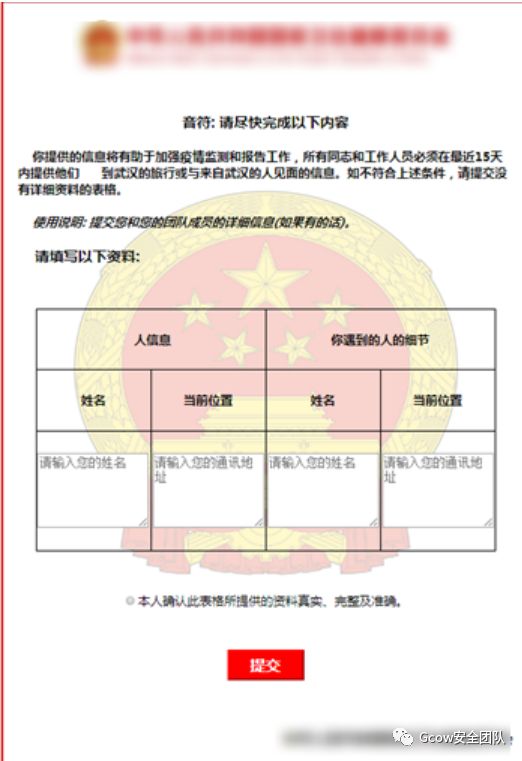 音符: 请尽快完成以下内容
你提供的信息将有助于加强疫情监测和报告工作，所有同志和工作人员必须在最近15天
内提供他们 到武汉的旅行或与来自武汉的人见面的信息。如不符合上述条件，请提交没
有详细资料的表格。
使用说明: 提交您和您的团队成员的详细信息(如果有的话)。
请填写以下资料:
人信息 你遇到的人的细节
姓名 当前位置 姓名 当前位置
请输入您的姓名 请输入您的通讯地 请输入您的姓名 请输入您的通讯地
址 址
本人确认此表格所提供的资料真实、完整及准确。
提交
Gcow安全团队